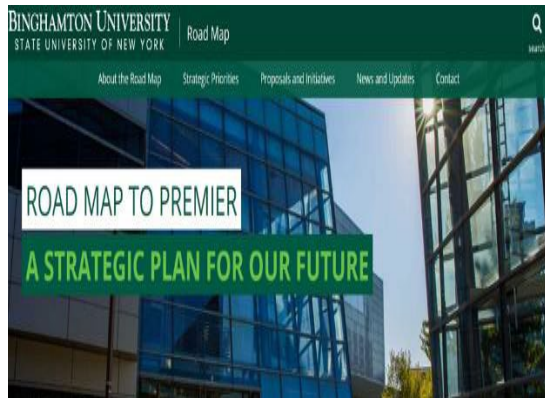 BINGHAMTON UNIVERSITY
STATE UNIVERSITY OF NEW YORK
Road Map
search
About the Road Map Strategic Priorities Proposals and Initiatives News and Updates Contact
ROAD MAP TO PREMIER
A STRATEGIC PLAN FOR OUR FUTURE